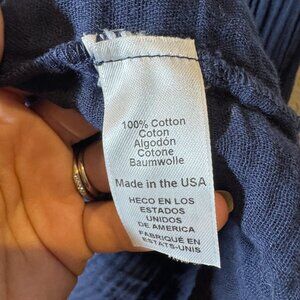 100% Cotton
Coton
Algodón
Cotone
Baumwolle
Made in the USA
HECO EN LOS
ESTADOS
UNIDOS
DE AMERICA
FABRIQUÉ EN
ESTATS-UNIS